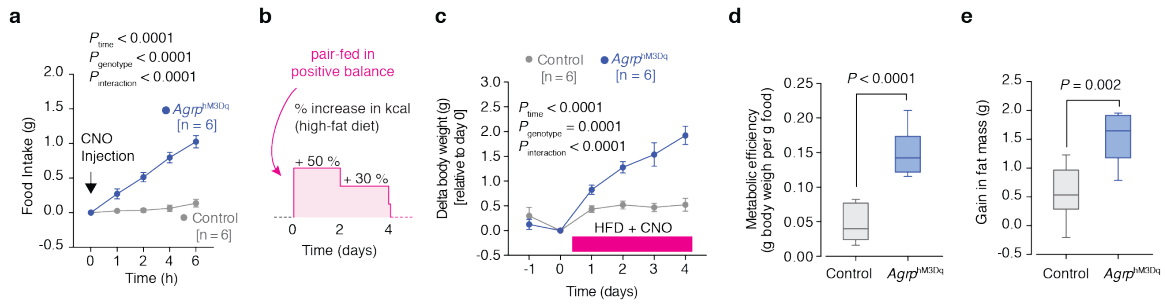 a
P time < 0.0001
P genotype < 0.0001
P interaction < 0.0001
Food Intake (g)
2.0
1.5
1.0
0.5
0.0
-0.5
Agrp hM3Dq
[n = 6]
CNO
Injection
Control
[n = 6]
0 1 2 4 6
Time (h)
b
pair-fed in
positive balance
% increase in kcal
(high-fat diet)
+ 50 %
+ 30 %
0 2 4
Time (days)
c
Control
[n = 6]
Agrp hM3Dq
[n = 6]
P time < 0.0001
P genotype = 0.0001
P interaction < 0.0001
Delta body weight (g)
[relative to day 0]
3.0
2.5
2.0
1.5
1.0
0.5
0.0
-0.5
HFD + CNO
-1 0 1 2 3 4
Time (days)
d
P < 0.0001
Metabolic efficiency
(g body weigh per g food)
0.25
0.20
0.15
0.10
0.05
0.00
Control Agrp hM3Dq
e
P = 0.002
Gain in fat mass (g)
2.5
2.0
1.5
1.0
0.5
0.0
-0.5
Control Agrp hM3Dq